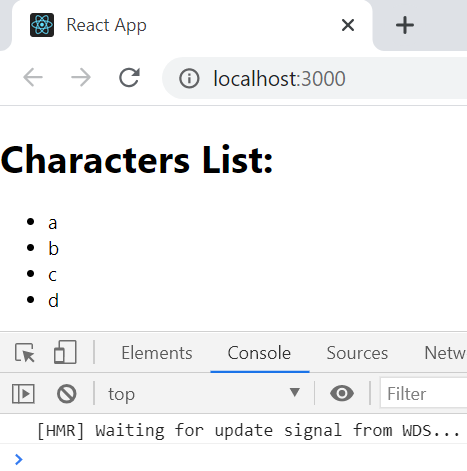 React App
localhost:3000
Characters List:
a
b
c
d
Elements Console Sources Netw
top Filter
[HMR] Waiting for update signal from WDS...